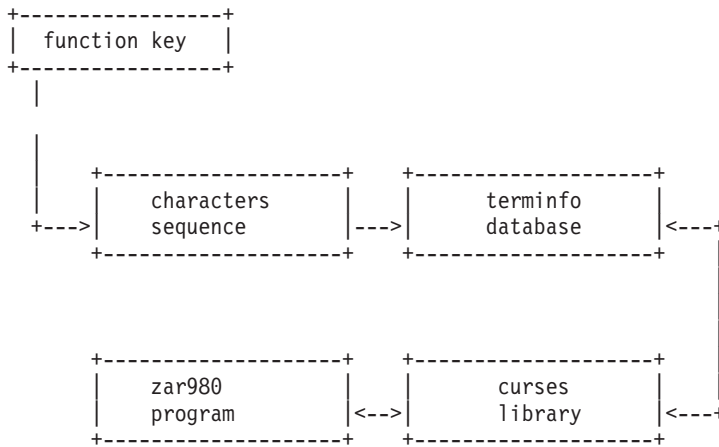 function key
characters
sequence
terminfo
database
zar980
program
curses
library